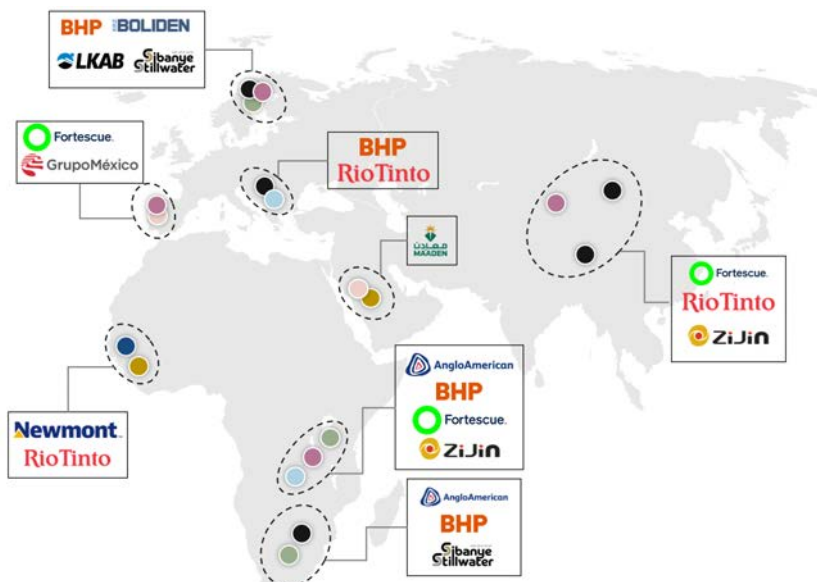 BHP BOLIDEN
LKAB Sibanye Stillwater
Fortescue.
GrupoMéxico
BHP
RioTinto
معادن
MAADEN
Fortescue.
RioTinto
ZiJin
AngloAmerican
BHP
Fortescue.
ZiJin
Newmont™
RioTinto
AngloAmerican
BHP
Sibanye
Stillwater